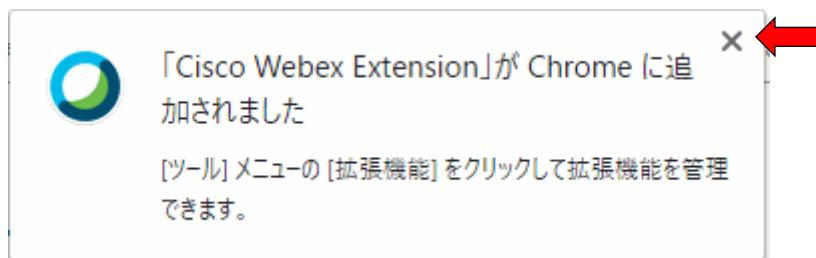 「Cisco Webex Extension」が Chrome に追
加されました
[ツール] メニューの [拡張機能] をクリックして拡張機能を管理
できます。